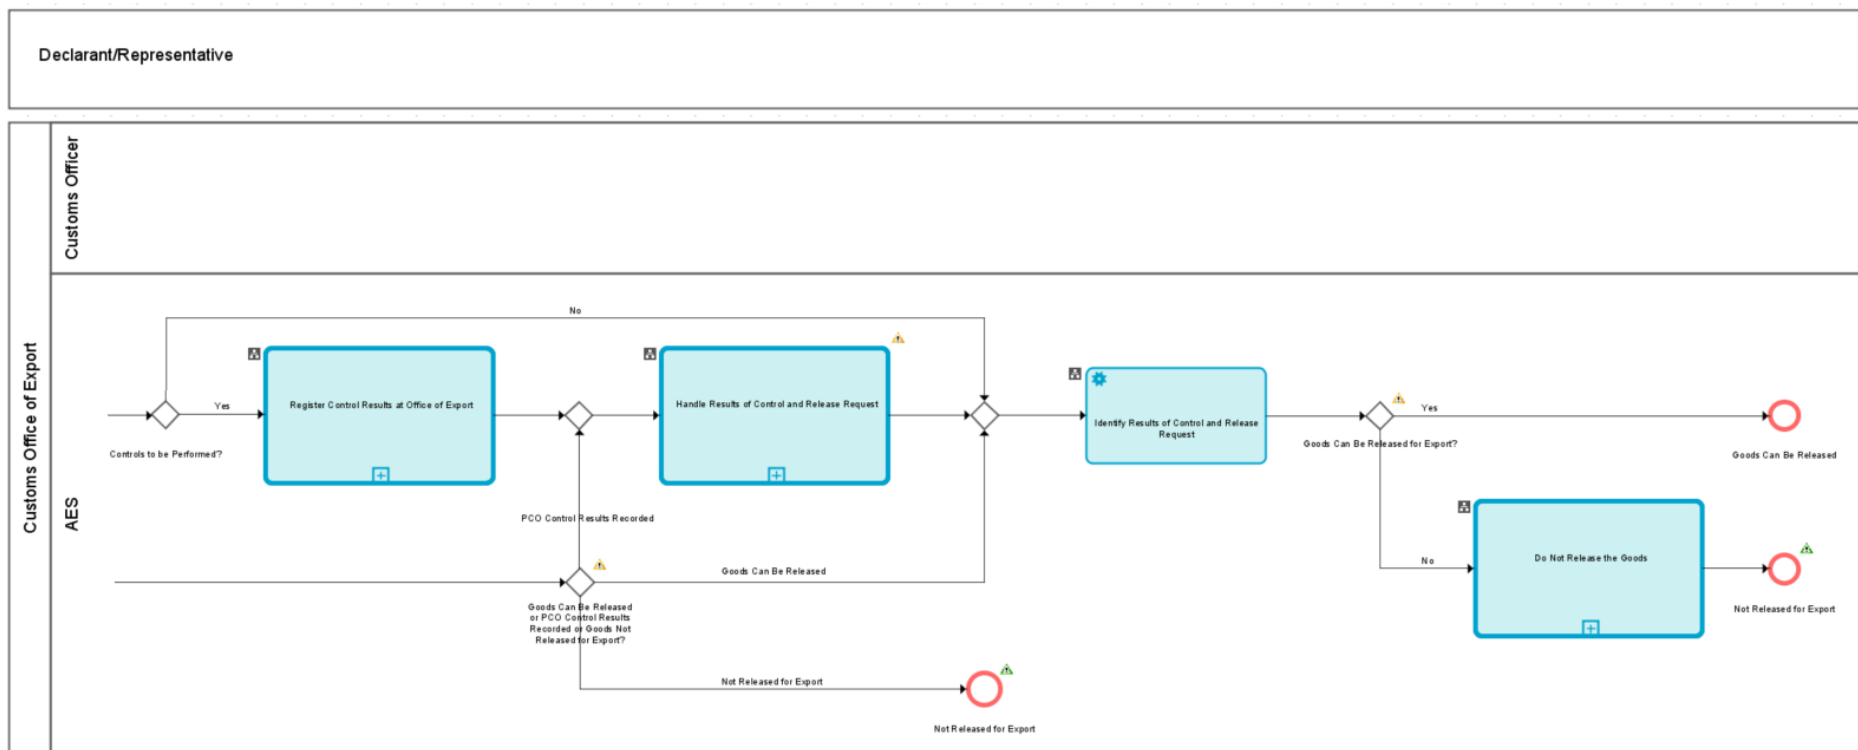 Declarant/Representative
Customs Office of Export
Customs Officer
AES
No
Controls to be Performed?
Yes
Register Control Results at Office of Export
Handle Results of Control and Release Request
Identify Results of Control and Release
Request
Goods Can Be Released for Export?
Yes
Goods Can Be Released
PCO Control Results Recorded
Goods Can Be Released
Goods Can Be Released
or PCO Control Results
Recorded or Goods Not
Released for Export?
No
Do Not Release the Goods
Not Released for Export
Not Released for Export
Not Released for Export